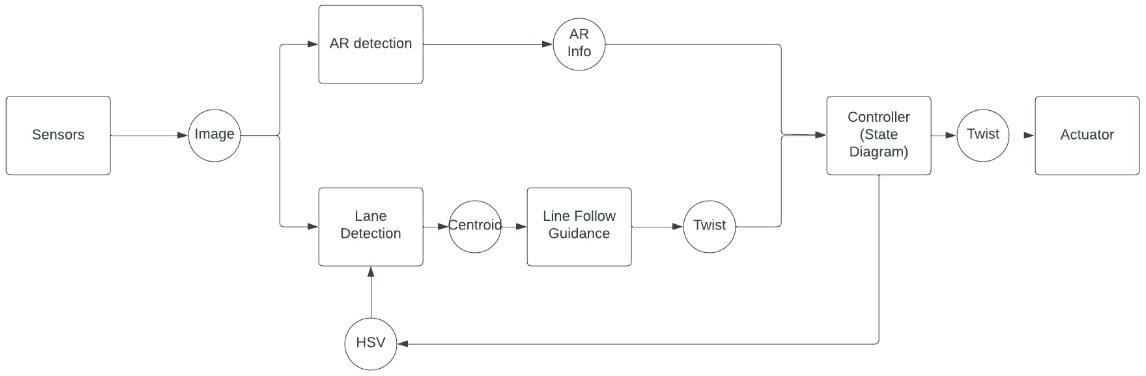 AR detection
AR
Info
Sensors
Image
Controller
(State
Diagram)
Twist
Actuator
Lane
Detection
Centroid
Line Follow
Guidance
Twist
HSV